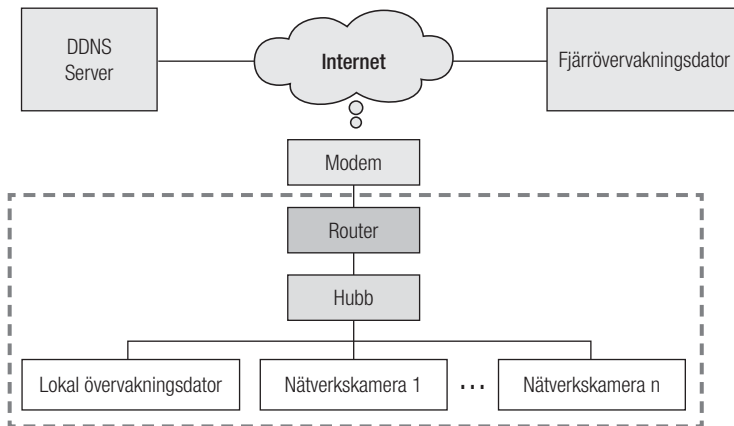 DDNS
Server
Internet
Fjärrövervakningsdator
Modem
Router
Hubb
Lokal övervakningsdator
Nätverkskamera 1
...
Nätverkskamera n